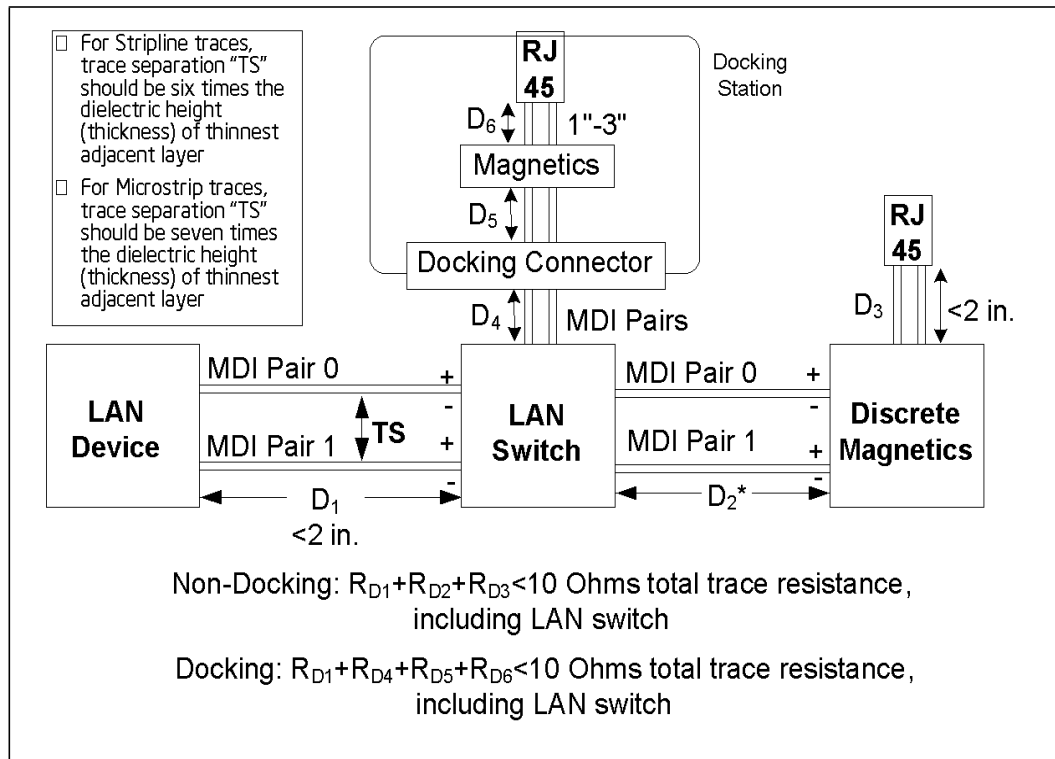 □ For Stripline traces,
trace separation “TS”
should be six times the
dielectric height
(thickness) of thinnest
adjacent layer
□ For Microstrip traces,
trace separation “TS”
should be seven times
the dielectric height
(thickness) of thinnest
adjacent layer
RJ
45
Docking
Station
D6
1"-3"
Magnetics
D5
Docking Connector
D4
MDI Pairs
RJ
45
D3
<2 in.
LAN
Device
MDI Pair 0
+
-
TS
MDI Pair 1
+
-
D1
<2 in.
LAN
Switch
MDI Pair 0
+
-
MDI Pair 1
+
-
D2*
Discrete
Magnetics
Non-Docking: RD1+RD2+RD3<10 Ohms total trace resistance,
including LAN switch
Docking: RD1+RD4+RD5+RD6<10 Ohms total trace resistance,
including LAN switch